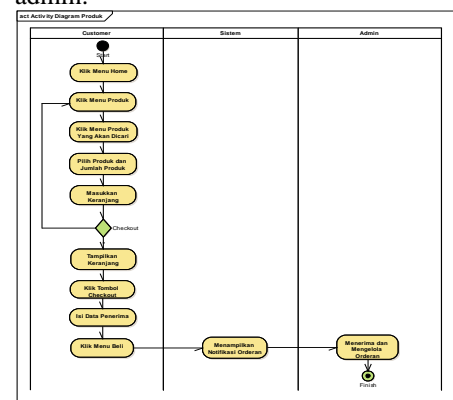 admin.
act Activity Diagram Produk
Customer
Sistem
Admin
Start
Klik Menu Home
Klik Menu Produk
Klik Menu Produk
Yang Akan Dicari
Pilih Produk dan
Jumlah Produk
Masukkan
Keranjang
Checkout
Tampilkan
Keranjang
Klik Tombol
Checkout
Isi Data Penerima
Klik Menu Beli
Menampilkan
Notifikasi Orderan
Menerima dan
Mengelola
Orderan
Finish